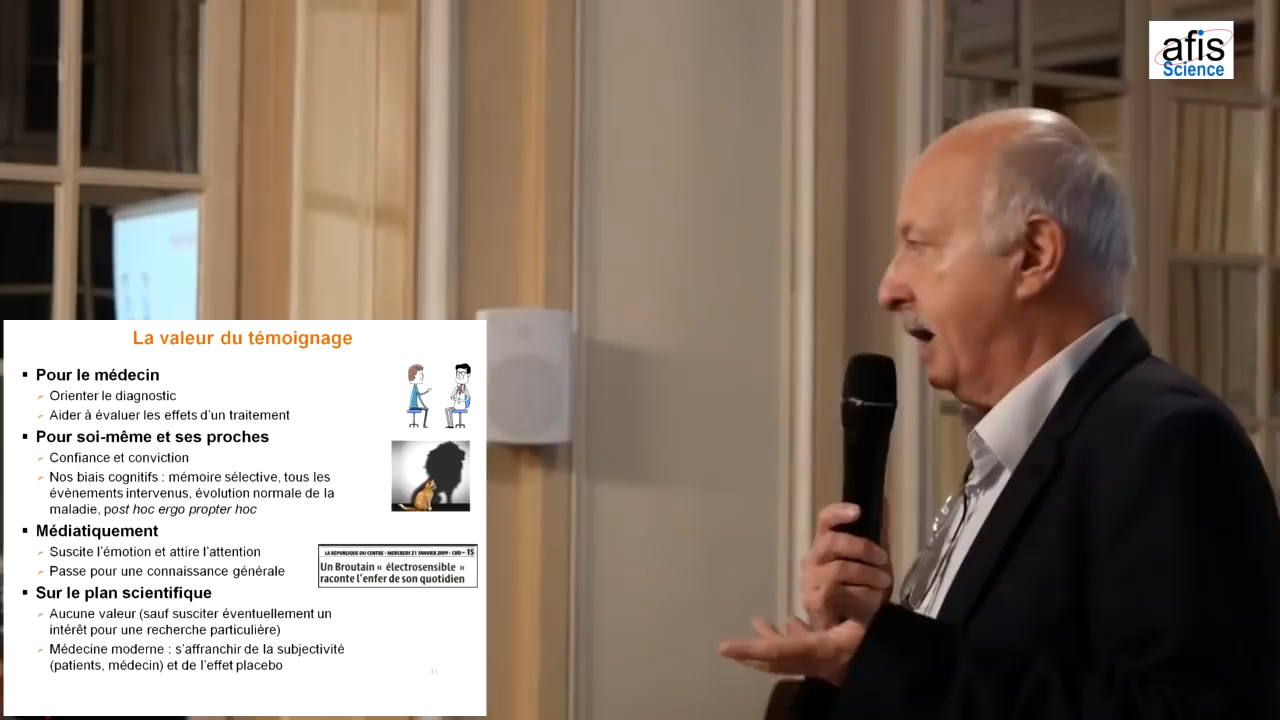 afis
Science
La valeur du témoignage
Pour le médecin
Orienter le diagnostic
Aider à évaluer les effets d'un traitement
Pour soi-même et ses proches
Confiance et conviction
Nos biais cognitifs : mémoire sélective, tous les
évènements intervenus, évolution normale de la
maladie, post hoc ergo propter hoc
Médiatiquement
Suscite l'émotion et attire l'attention
Passe pour une connaissance générale
LA RÉPUBLIQUE DU CENTRE - MERCREDI 21 JANVIER 2009 - CHD - 15
Un Broutain « électrosensible »
raconte l'enfer de son quotidien
Sur le plan scientifique
Aucune valeur (sauf susciter éventuellement un
intérêt pour une recherche particulière)
Médecine moderne : s'affranchir de la subjectivité
(patients, médecin) et de l'effet placebo
15